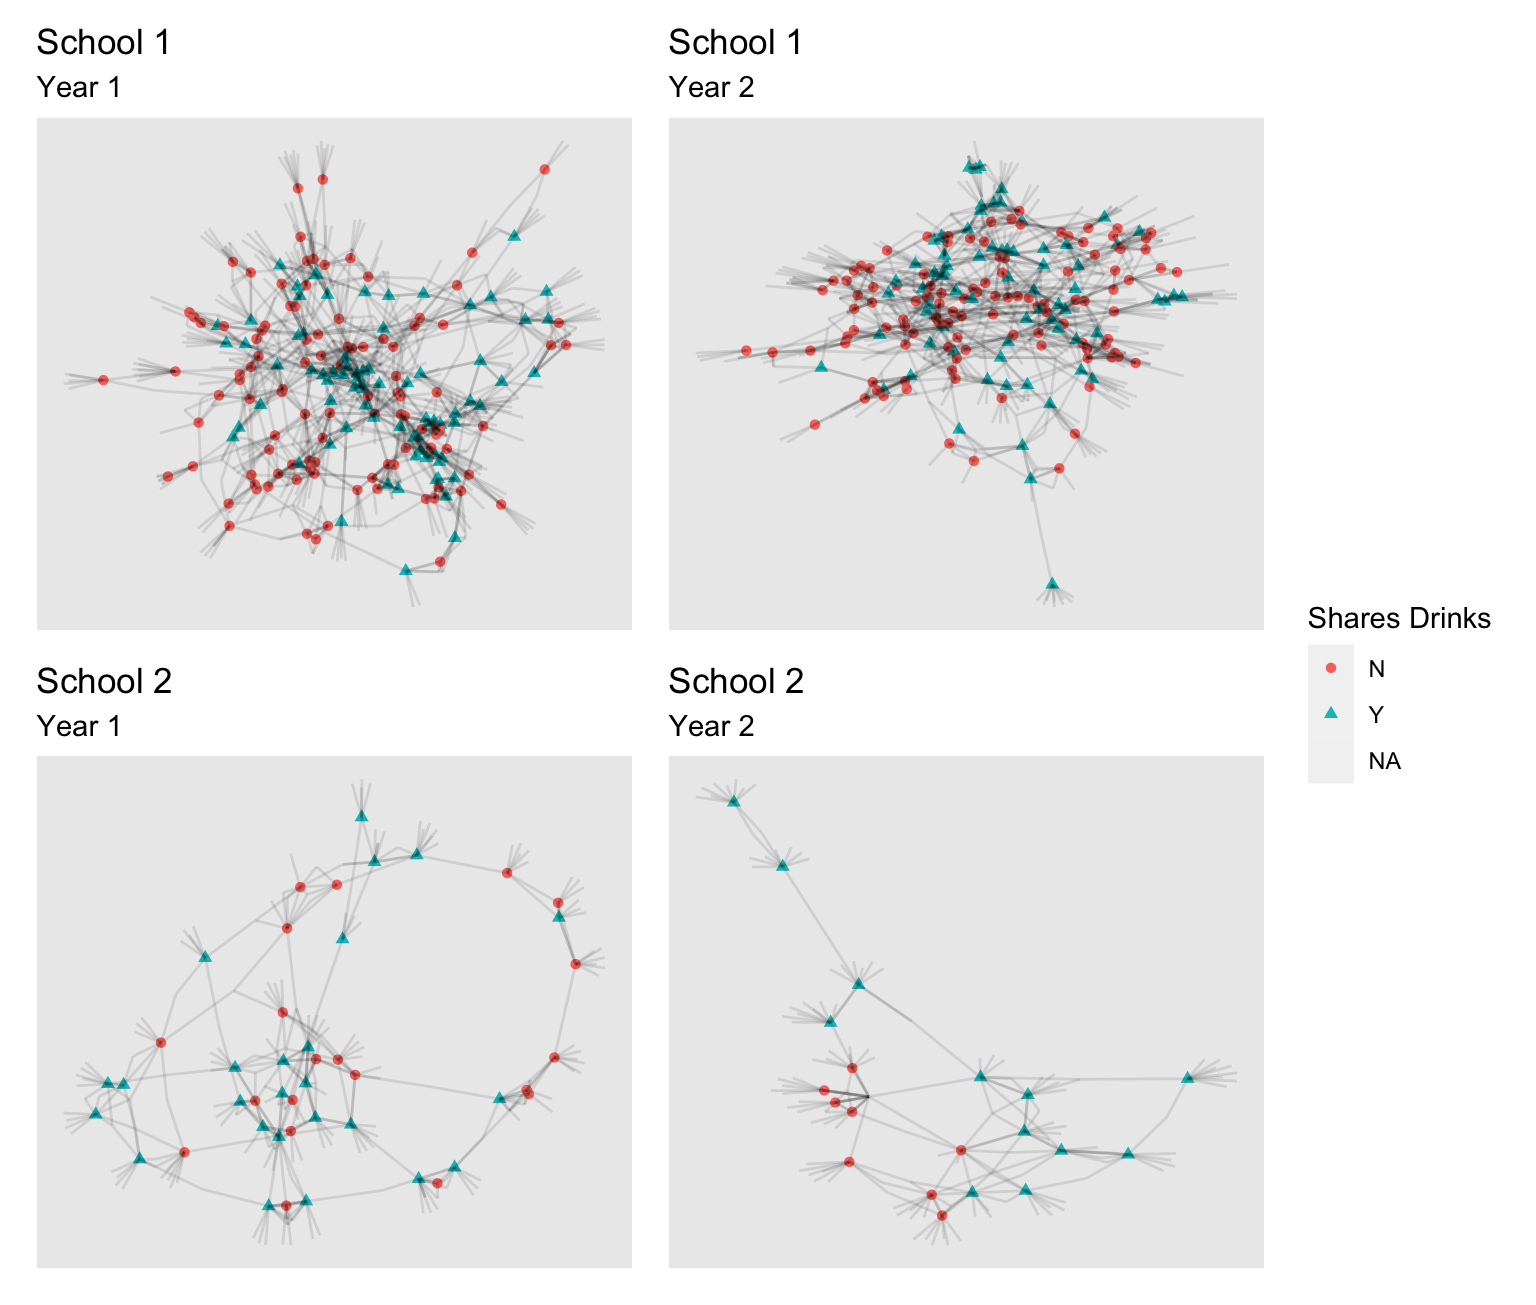 School 1
Year 1
School 1
Year 2
School 2
Year 1
School 2
Year 2
Shares Drinks
N
Y
NA